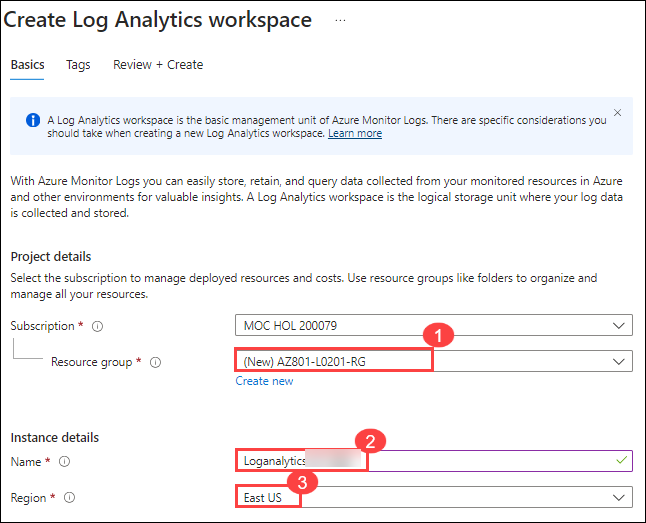 Create Log Analytics workspace ...
Basics Tags Review + Create
A Log Analytics workspace is the basic management unit of Azure Monitor Logs. There are specific considerations you
should take when creating a new Log Analytics workspace. Learn more
With Azure Monitor Logs you can easily store, retain, and query data collected from your monitored resources in Azure
and other environments for valuable insights. A Log Analytics workspace is the logical storage unit where your log data
is collected and stored.
Project details
Select the subscription to manage deployed resources and costs. Use resource groups like folders to organize and
manage all your resources.
Subscription * MOC HOL 200079
1
Resource group * (New) AZ801-L0201-RG
Create new
Instance details
2
Name * Loganalytics
3
Region * East US